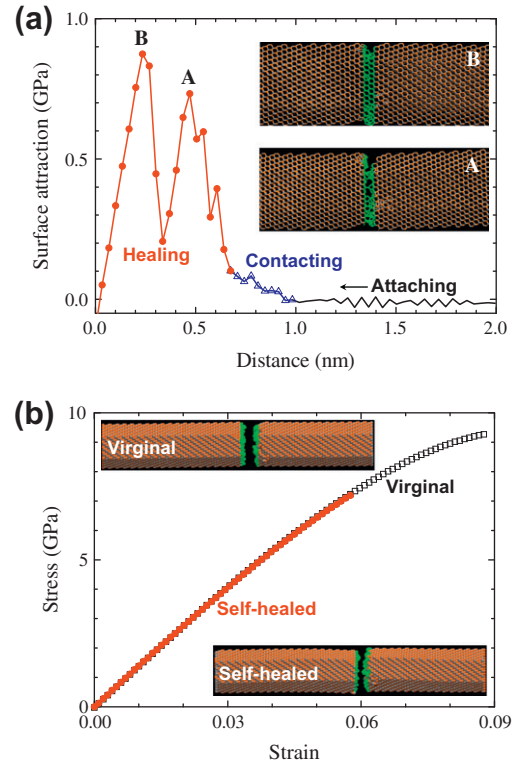 (a)
1.0
0.5
0.0
Surface attraction (GPa)
B
A
B
A
Healing
Contacting
Attaching
0.0
0.5
1.0
1.5
2.0
Distance (nm)
(b)
10
5
0
Stress (GPa)
Virginal
Virginal
Self-healed
Self-healed
0.00
0.03
0.06
0.09
Strain